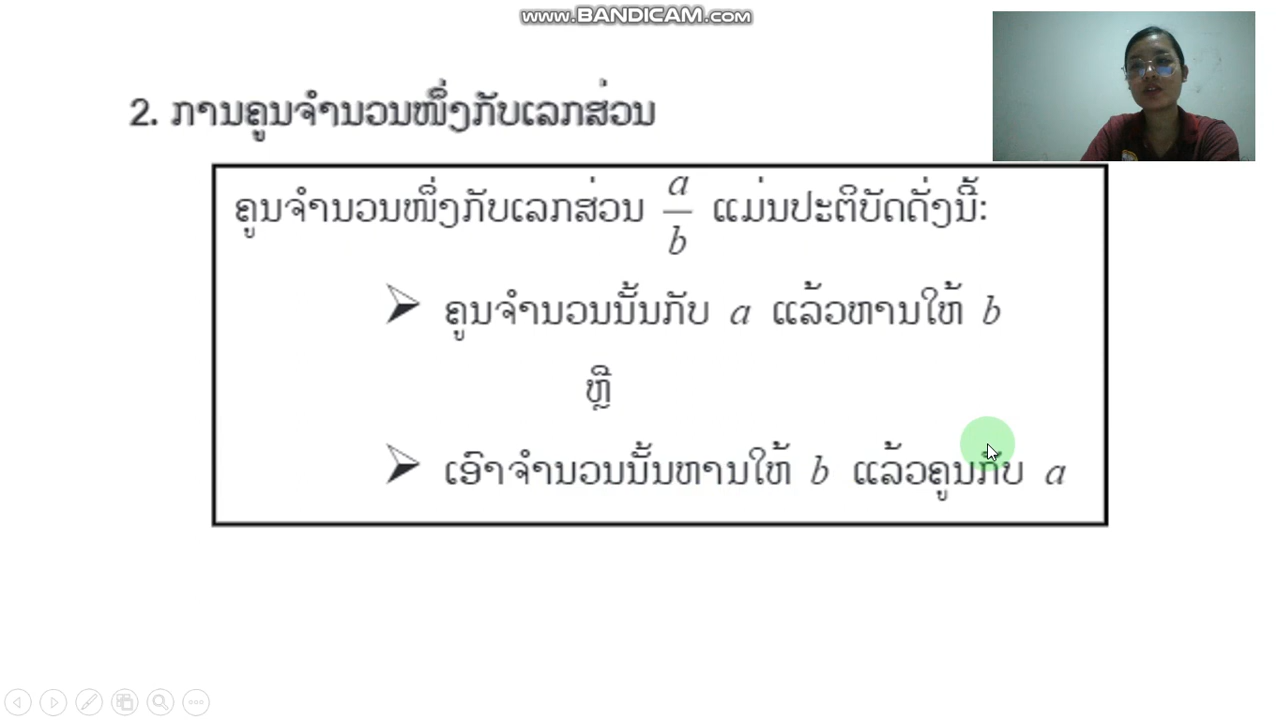 www.BANDICAM.com
2. ການຄູນຈຳນວນໜຶ່ງກັບເລກສ່ວນ
ຄູນຈຳນວນໜຶ່ງກັບເລກສ່ວນ a/b ແມ່ນປະຕິບັດດັ່ງນີ້:
➢ ຄູນຈຳນວນນັ້ນກັບ a ແລ້ວຫານໃຫ້ b
ຫຼື
➢ ເອົາຈຳນວນນັ້ນຫານໃຫ້ b ແລ້ວຄູນກັບ a